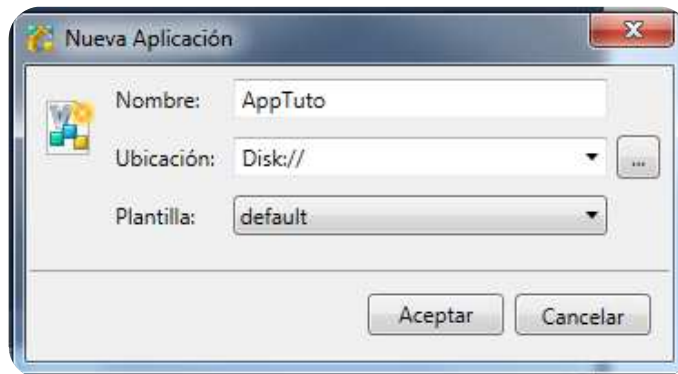 Nueva Aplicación
Nombre: AppTuto
Ubicación: Disk:// ...
Plantilla: default
Aceptar Cancelar